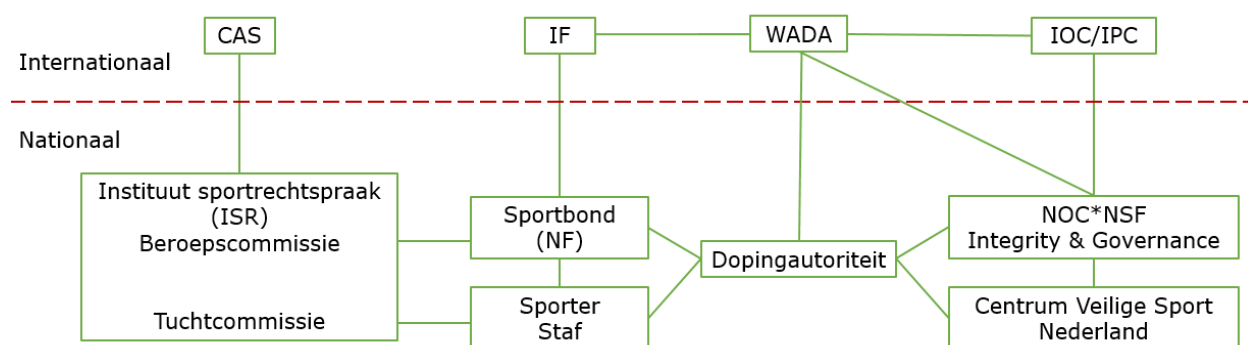 CAS
IF
WADA
IOC/IPC
Internationaal
Nationaal
Instituut sportrechtspraak
(ISR)
Beroepscommissie
Tuchtcommissie
Sportbond
(NF)
Sporter
Staf
Dopingautoriteit
NOC*NSF
Integrity & Governance
Centrum Veilige Sport
Nederland